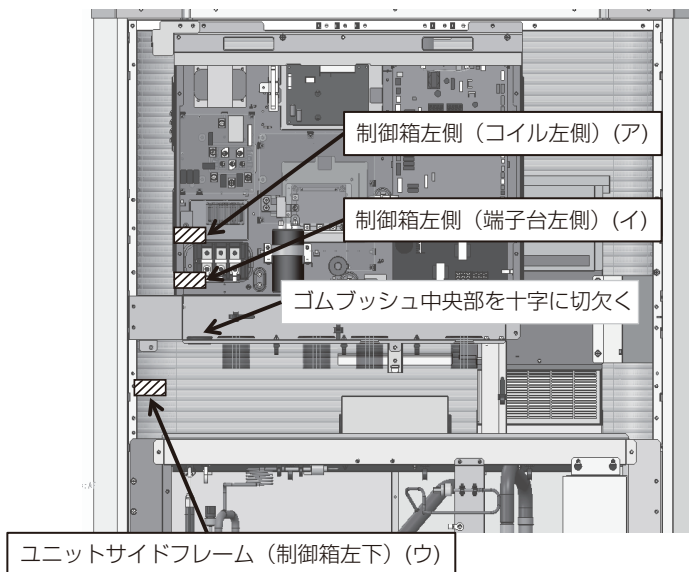 制御箱左側（コイル左側）(ア)
制御箱左側（端子台左側）(イ)
ゴムブッシュ中央部を十字に切欠く
ユニットサイドフレーム（制御箱左下）(ウ)